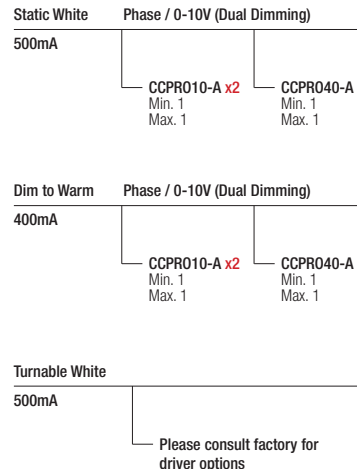 Static White Phase / 0-10V (Dual Dimming)
500mA
CCPRO10-A x2 CCPRO40-A
Min. 1 Min. 1
Max. 1 Max. 1
Dim to Warm Phase / 0-10V (Dual Dimming)
400mA
CCPRO10-A x2 CCPRO40-A
Min. 1 Min. 1
Max. 1 Max. 1
Turnable White
500mA
Please consult factory for
driver options